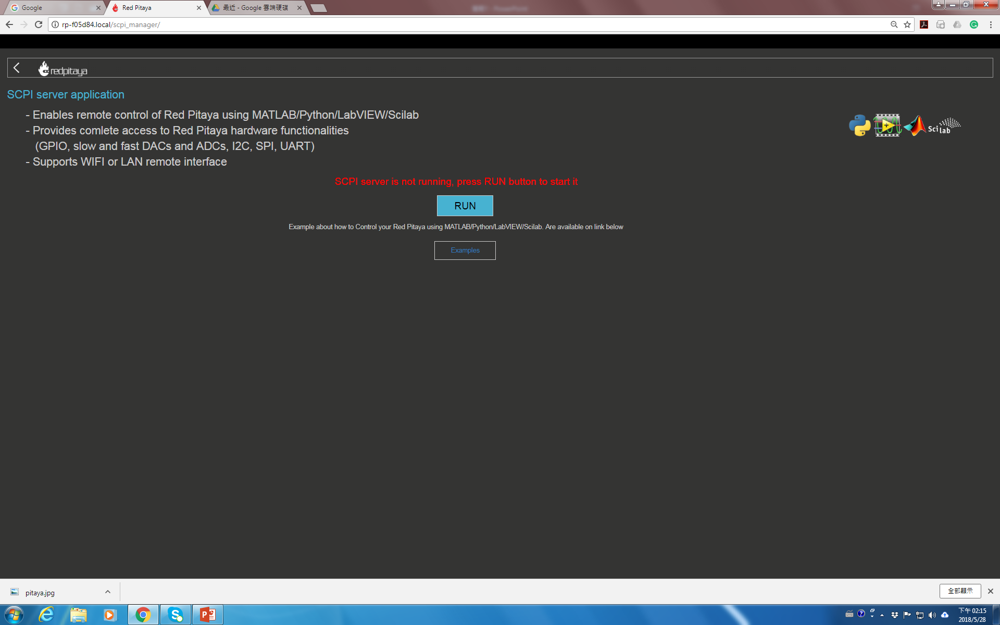 Google
Red Pitaya
最近 - Google 雲端硬碟
rp-f05d84.local/scpi_manager/
redpitaya
SCPI server application
- Enables remote control of Red Pitaya using MATLAB/Python/LabVIEW/Scilab
- Provides comlete access to Red Pitaya hardware functionalities
(GPIO, slow and fast DACs and ADCs, I2C, SPI, UART)
- Supports WIFI or LAN remote interface
Scilab
SCPI server is not running, press RUN button to start it
RUN
Example about how to Control your Red Pitaya using MATLAB/Python/LabVIEW/Scilab. Are available on link below
Examples
pitaya.jpg
全部顯示
下午 02:15
2018/5/28